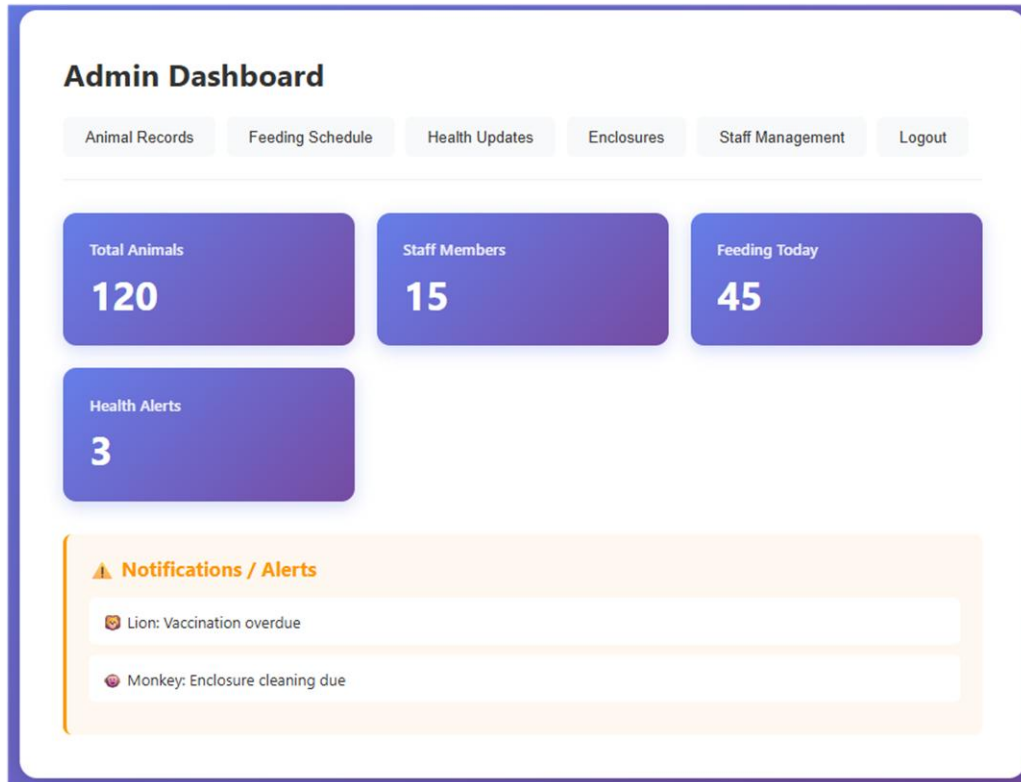 Admin Dashboard
Animal Records Feeding Schedule Health Updates Enclosures Staff Management Logout
Total Animals Staff Members Feeding Today
120 15 45
Health Alerts
3
⚠️ Notifications / Alerts
🦁 Lion: Vaccination overdue
🐵 Monkey: Enclosure cleaning due